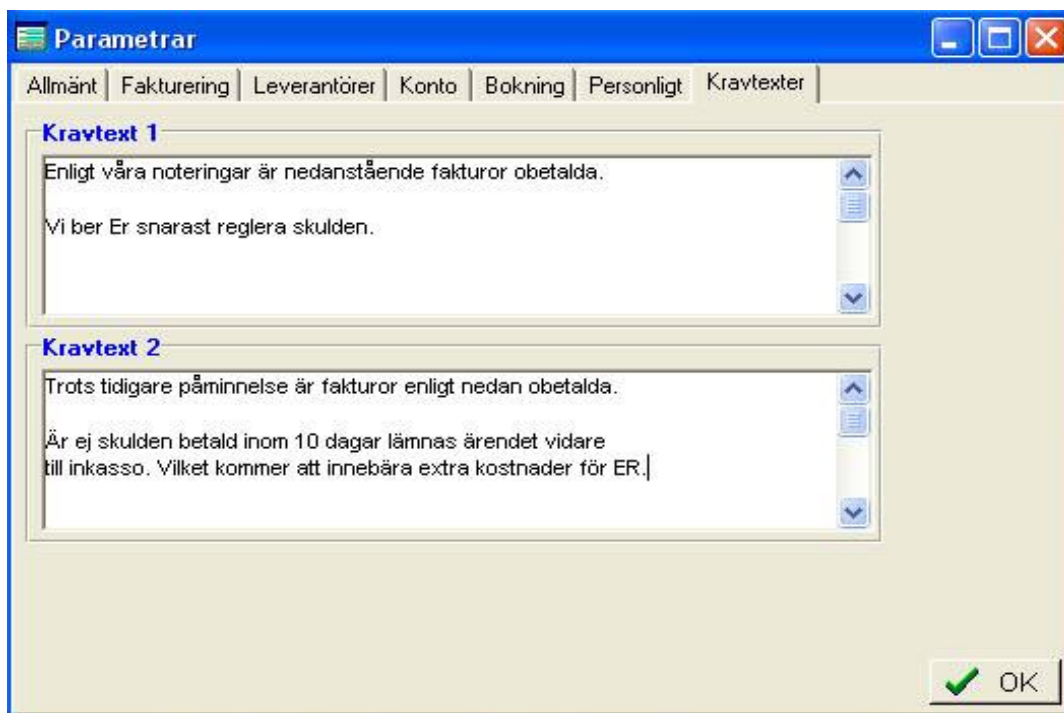 Parametrar
Allmänt Fakturering Leverantörer Konto Bokning Personligt Kravtexter
Kravtext 1
Enligt våra noteringar är nedanstående fakturor obetalda.
Vi ber Er snarast reglera skulden.
Kravtext 2
Trots tidigare påminnelse är fakturor enligt nedan obetalda.
Är ej skulden betald inom 10 dagar lämnas ärendet vidare
till inkasso. Vilket kommer att innebära extra kostnader för ER.
OK